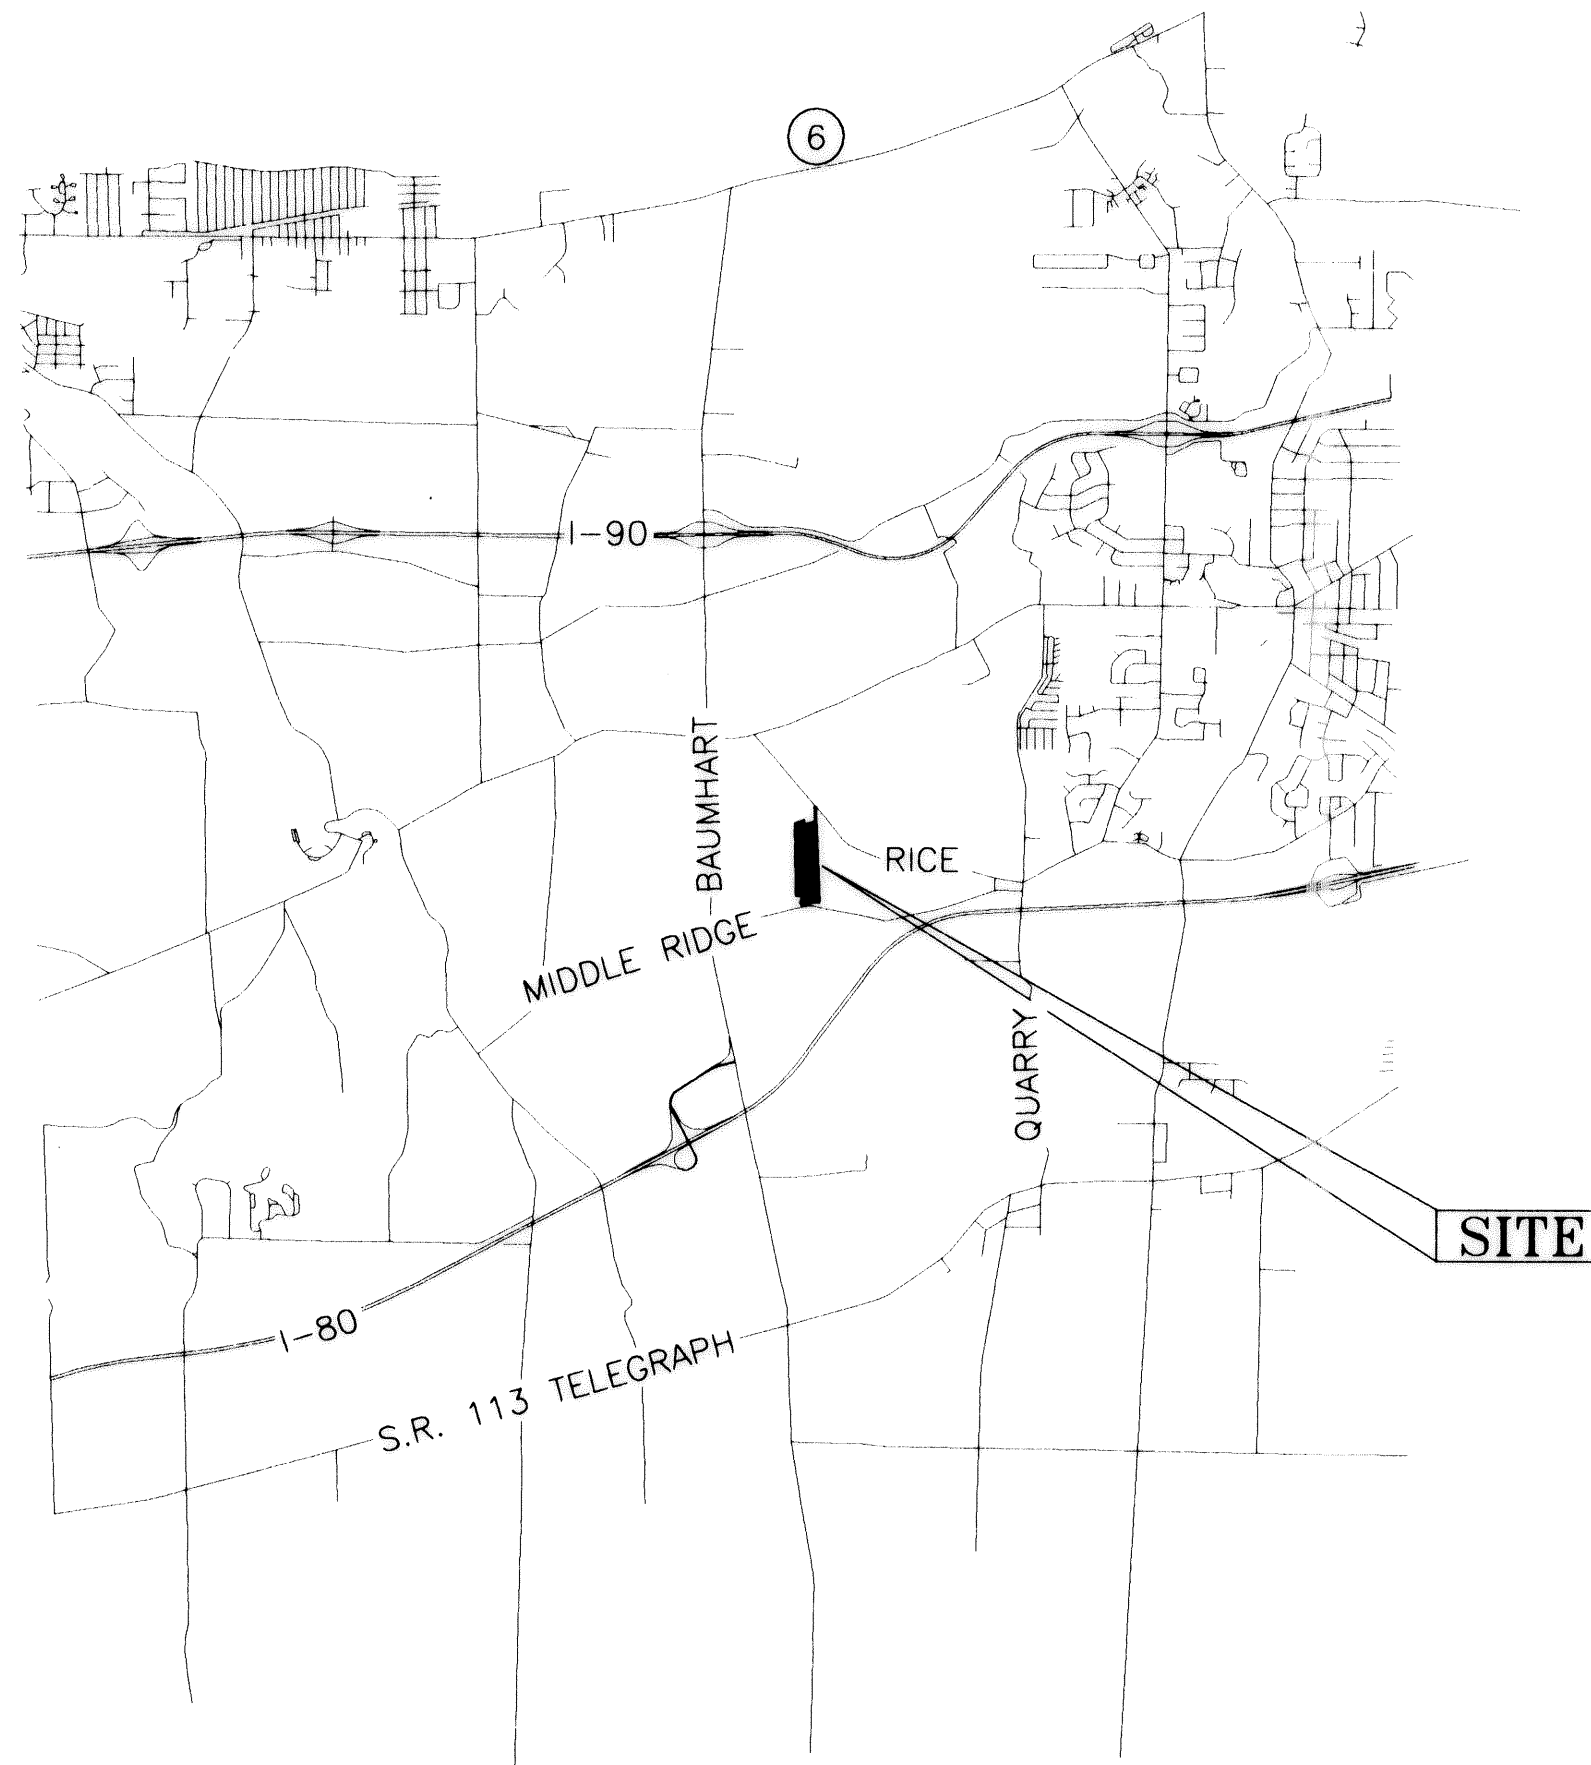 6
I-90
BAUMHART
RICE
MIDDLE RIDGE
QUARRY
SITE
I-80
S.R. 113 TELEGRAPH